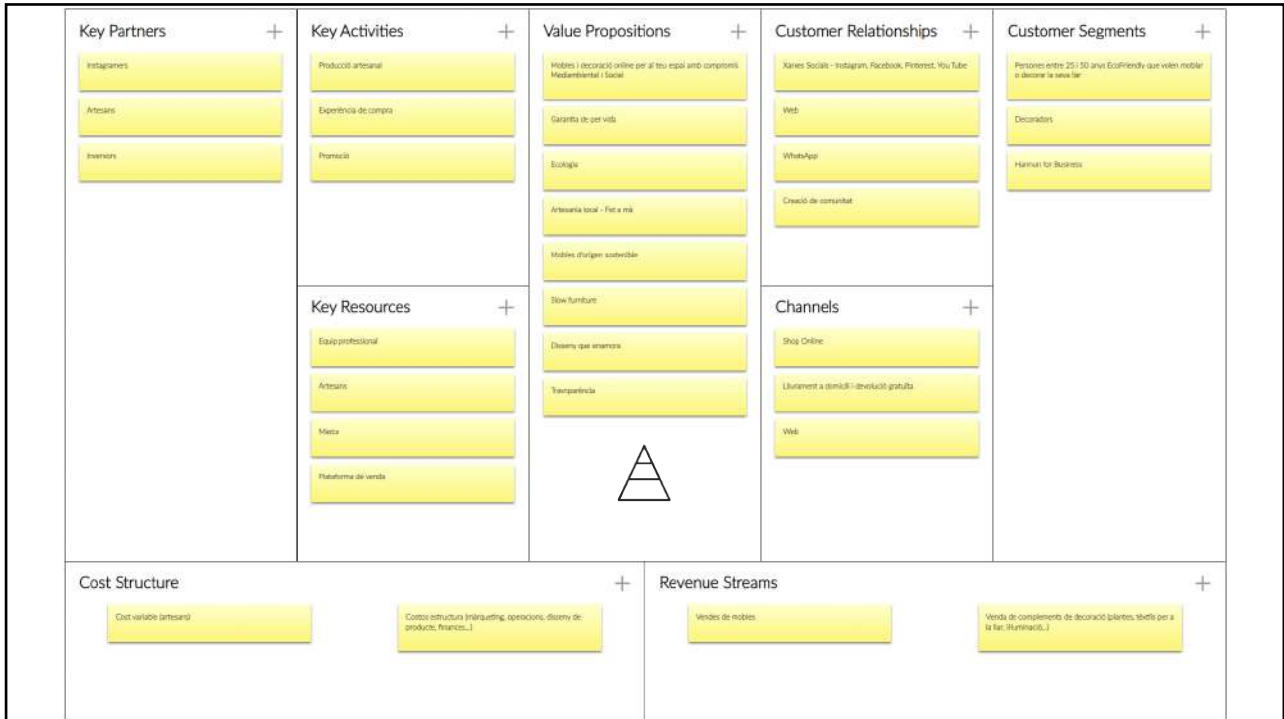 Key Partners
Instagramers
Artesans
Inversors
Key Activities
Producció artesanal
Experiència de compra
Promoció
Key Resources
Equip professional
Artesans
Marca
Plataforma de venda
Value Propositions
Mobles i decoració online per al teu espai amb compromís
Mediambiental i Social
Garantia de per vida
Ecologia
Artesania local - Fet a mà
Mobles d'origen sostenible
Slow furniture
Disseny que enamora
Transparència
Customer Relationships
Xarxes Socials - Instagram, Facebook, Pinterest, YouTube
Web
WhatsApp
Creació de comunitat
Channels
Shop Online
Lliurament a domicili i devolució gratuïta
Web
Customer Segments
Persones entre 25 i 50 anys EcoFriendly que volen moblar
o decorar la seva llar
Decoradors
Hannun for Business
Cost Structure
Cost variable (artesans)
Costos estructura (màrqueting, operacions, disseny de
producte, finances...)
Revenue Streams
Vendes de mobles
Venda de complements de decoració (plantes, tèxtils per a
la llar, il·luminació...)